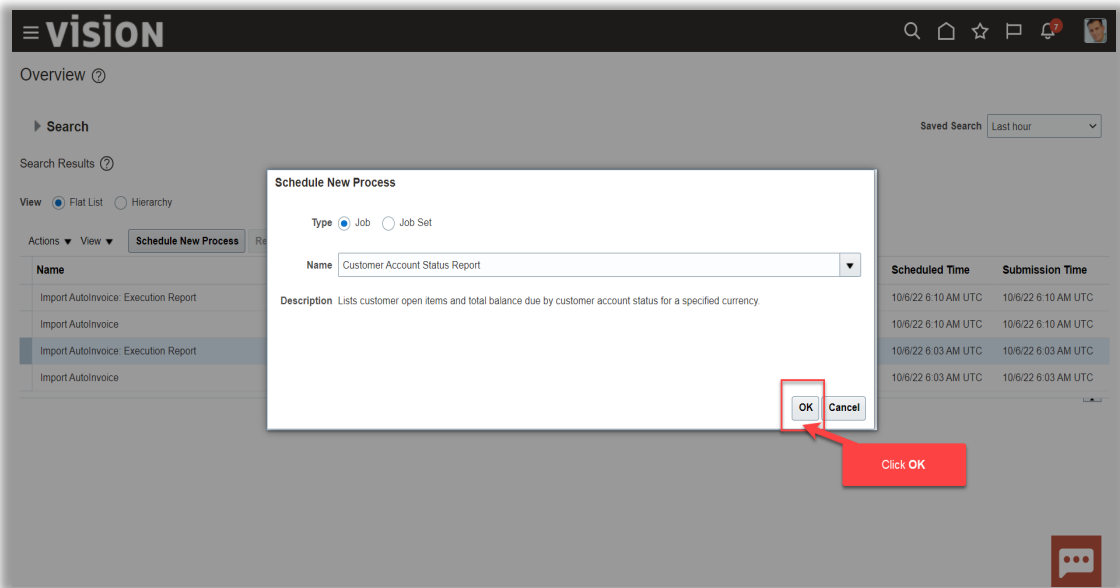 vision
7
Overview
Search
Saved Search Last hour
Search Results
View Flat List Hierarchy
Actions View Schedule New Process Re
Name Scheduled Time Submission Time
Import AutoInvoice: Execution Report 10/6/22 6:10 AM UTC 10/6/22 6:10 AM UTC
Import AutoInvoice 10/6/22 6:10 AM UTC 10/6/22 6:10 AM UTC
Import AutoInvoice: Execution Report 10/6/22 6:03 AM UTC 10/6/22 6:03 AM UTC
Import AutoInvoice 10/6/22 6:03 AM UTC 10/6/22 6:03 AM UTC
Schedule New Process
Type Job Job Set
Name Customer Account Status Report
Description Lists customer open items and total balance due by customer account status for a specified currency.
OK Cancel
Click OK